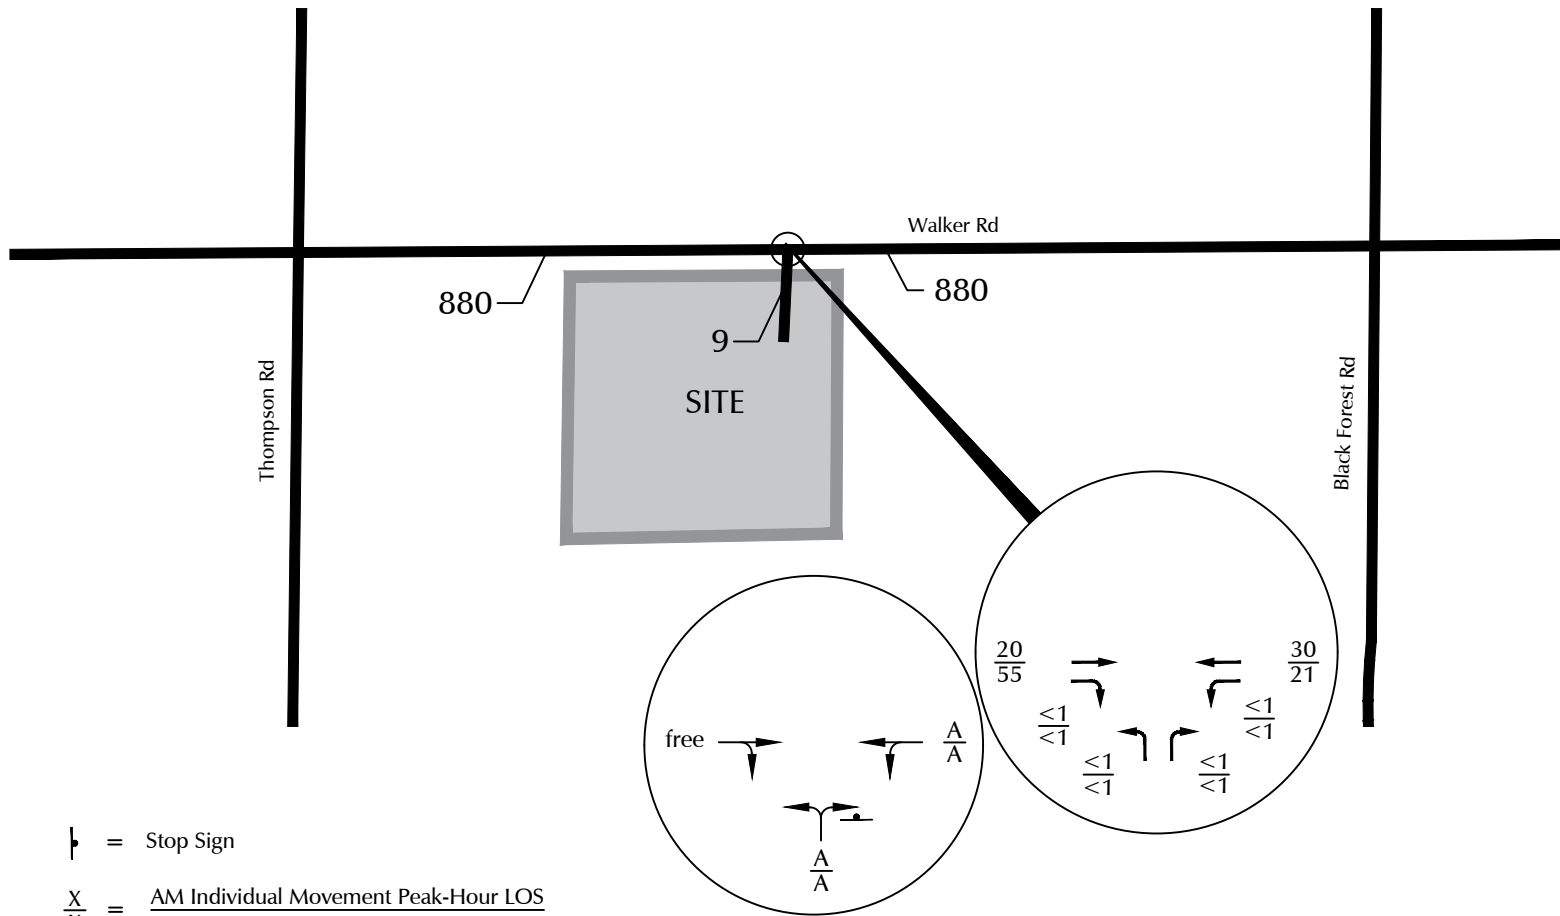 Walker Rd
880
880
9
SITE
Thompson Rd
Black Forest Rd
20
55
30
21
<1
<1
<1
<1
<1
<1
<1
<1
free
A
A
A
A
= Stop Sign
X
= AM Individual Movement Peak-Hour LOS